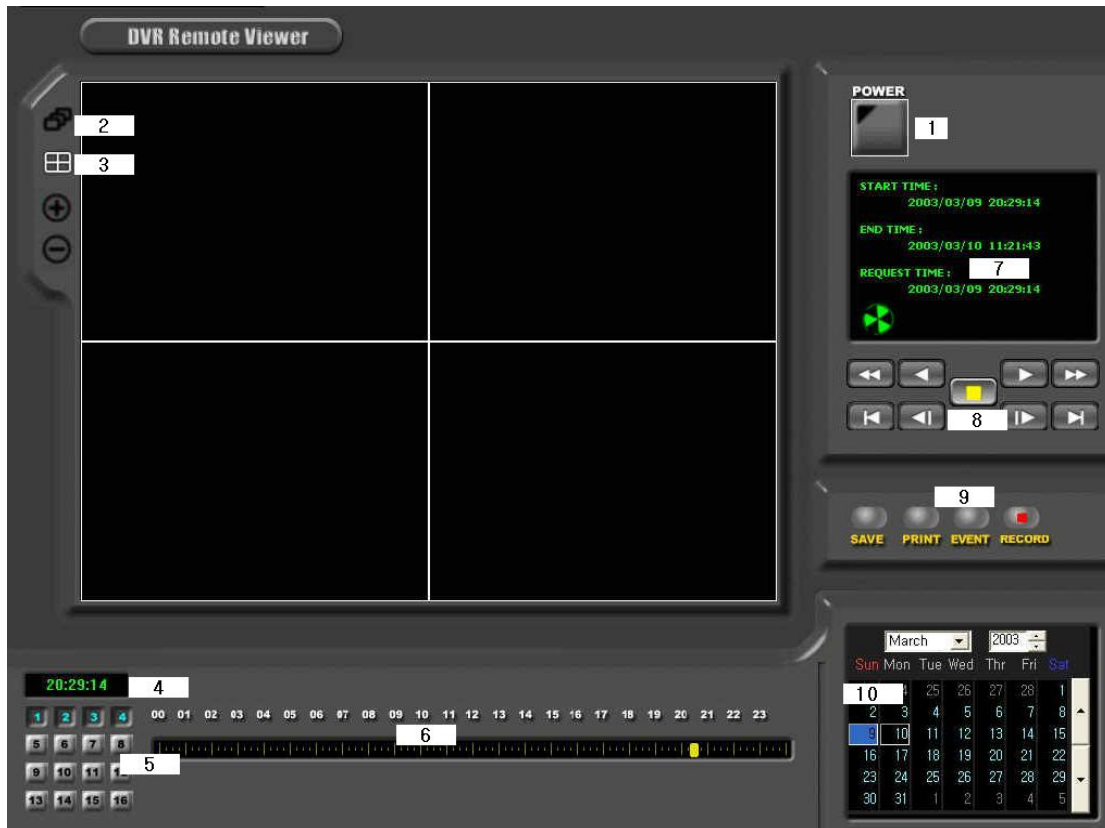 DVR Remote Viewer
POWER
1
2
3
START TIME :
2003/03/09 20:29:14
END TIME :
2003/03/10 11:21:43
REQUEST TIME :
7
2003/03/09 20:29:14
8
9
SAVE PRINT EVENT RECORD
March 2003
Sun Mon Tue Wed Thr Fri Sat
10 25 26 27 28 1
2 3 4 5 6 7 8
9 10 11 12 13 14 15
16 17 18 19 20 21 22
23 24 25 26 27 28 29
30 31 1 2 3 4 5
20:29:14
4
1 2 3 4
00 01 02 03 04 05 06 07 08 09 10 11 12 13 14 15 16 17 18 19 20 21 22 23
6
5 6 7 8
5
9 10 11
13 14 15 16